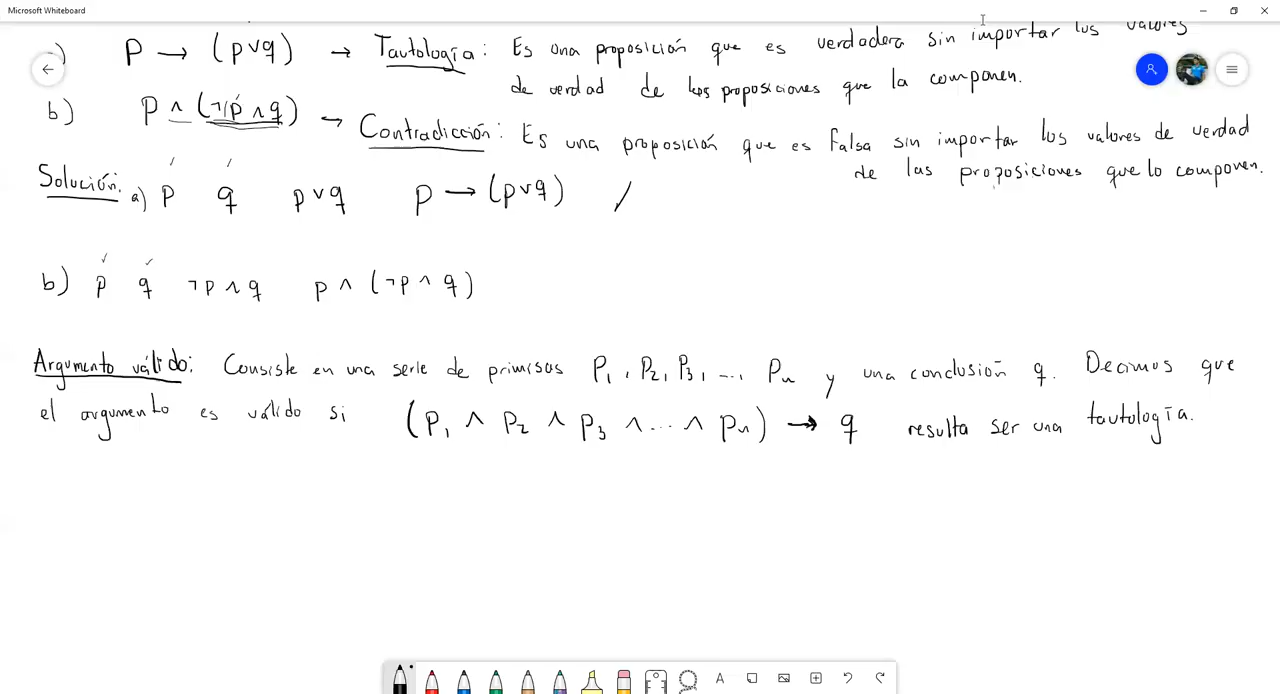 Microsoft Whiteboard
) p → (p ∨ q) → Tautología: Es una proposición que es verdadera sin importar los valores
de verdad de los proposiciones que la componen.
b) p ∧ (¬p ∧ q) → Contradicción: Es una proposición que es Falsa sin importar los valores de verdad
de las proposiciones que lo componen.
Solución: a) p q p ∨ q p → (p ∨ q)
b) p q ¬p ∧ q p ∧ (¬p ∧ q)
Argumento válido: Consiste en una serie de primisas P1, P2, P3, ..., Pn y una conclusión q. Decimos que
el argumento es válido si (P1 ∧ P2 ∧ P3 ∧ ... ∧ Pn) → q resulta ser una tautología.
A